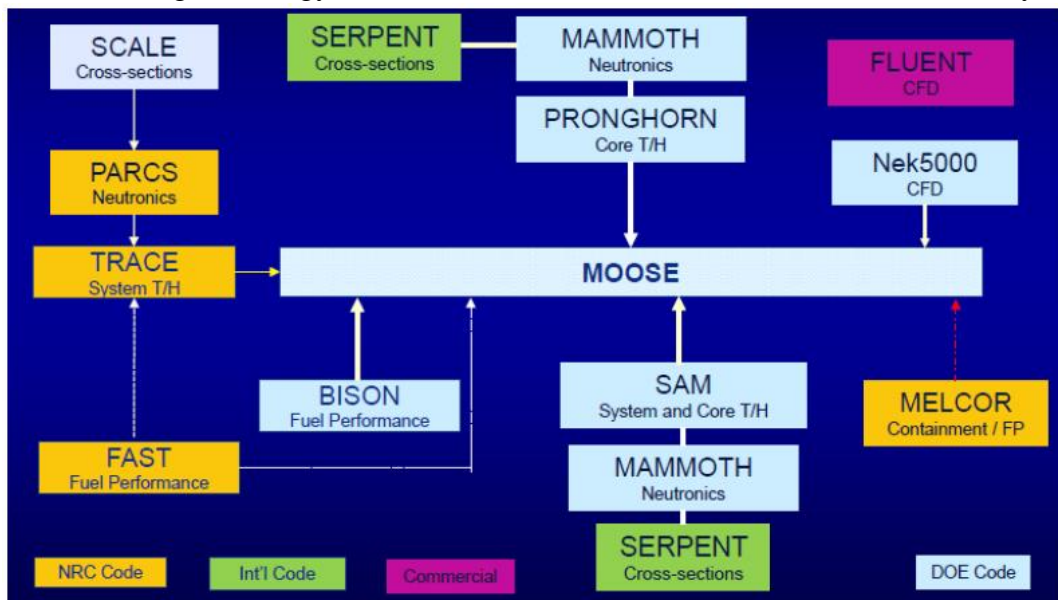 SCALE
Cross-sections
SERPENT
Cross-sections
MAMMOTH
Neutronics
FLUENT
CFD
PRONGHORN
Core T/H
PARCS
Neutronics
Nek5000
CFD
TRACE
System T/H
MOOSE
BISON
Fuel Performance
SAM
System and Core T/H
MELCOR
Containment / FP
FAST
Fuel Performance
MAMMOTH
Neutronics
SERPENT
Cross-sections
NRC Code
Int'l Code
Commercial
DOE Code